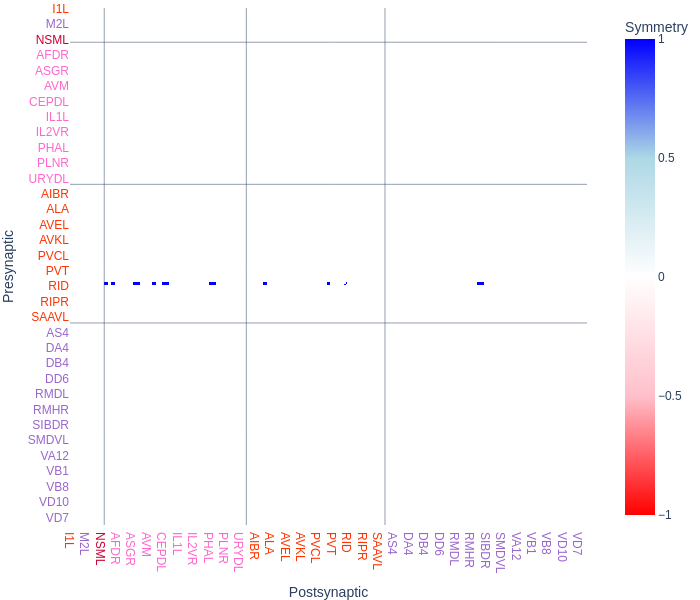 Symmetry
1
0.5
0
−0.5
−1
Presynaptic
I1L
M2L
NSML
AFDR
ASGR
AVM
CEPDL
IL1L
IL2VR
PHAL
PLNR
URYDL
AIBR
ALA
AVEL
AVKL
PVCL
PVT
RID
RIPR
SAAVL
AS4
DA4
DB4
DD6
RMDL
RMHR
SIBDR
SMDVL
VA12
VB1
VB8
VD10
VD7
I1L
M2L
NSML
AFDR
ASGR
AVM
CEPDL
IL1L
IL2VR
PHAL
PLNR
URYDL
AIBR
ALA
AVEL
AVKL
PVCL
PVT
RID
RIPR
SAAVL
AS4
DA4
DB4
DD6
RMDL
RMHR
SIBDR
SMDVL
VA12
VB1
VB8
VD10
VD7
Postsynaptic